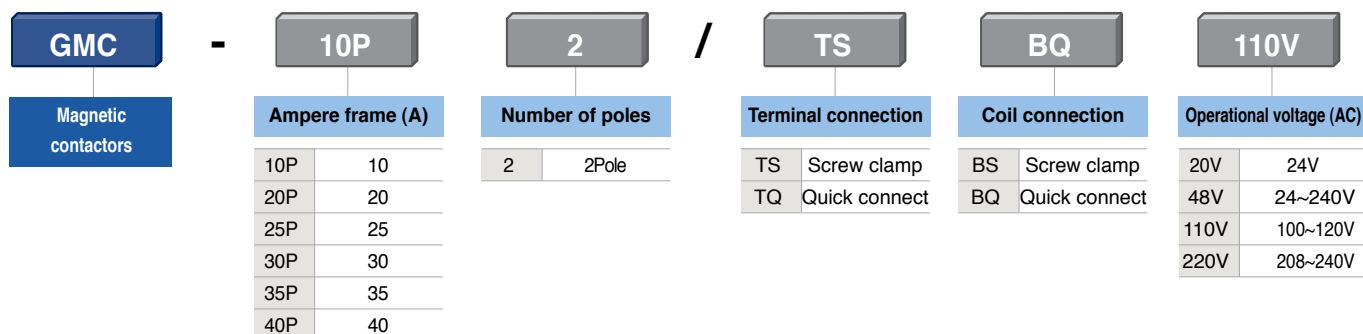 GMC - 10P 2 / TS BQ 110V
Magnetic
contactors
Ampere frame (A)
10P 10
20P 20
25P 25
30P 30
35P 35
40P 40
Number of poles
2 2Pole
Terminal connection
TS Screw clamp
TQ Quick connect
Coil connection
BS Screw clamp
BQ Quick connect
Operational voltage (AC)
20V 24V
48V 24~240V
110V 100~120V
220V 208~240V